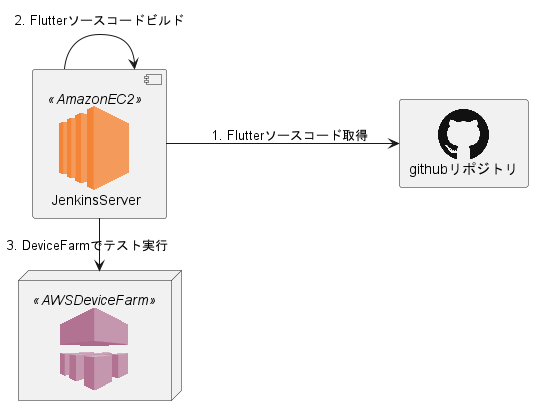 2. Flutterソースコードビルド
«AmazonEC2»
JenkinsServer
1. Flutterソースコード取得
githubリポジトリ
3. DeviceFarmでテスト実行
«AWSDeviceFarm»